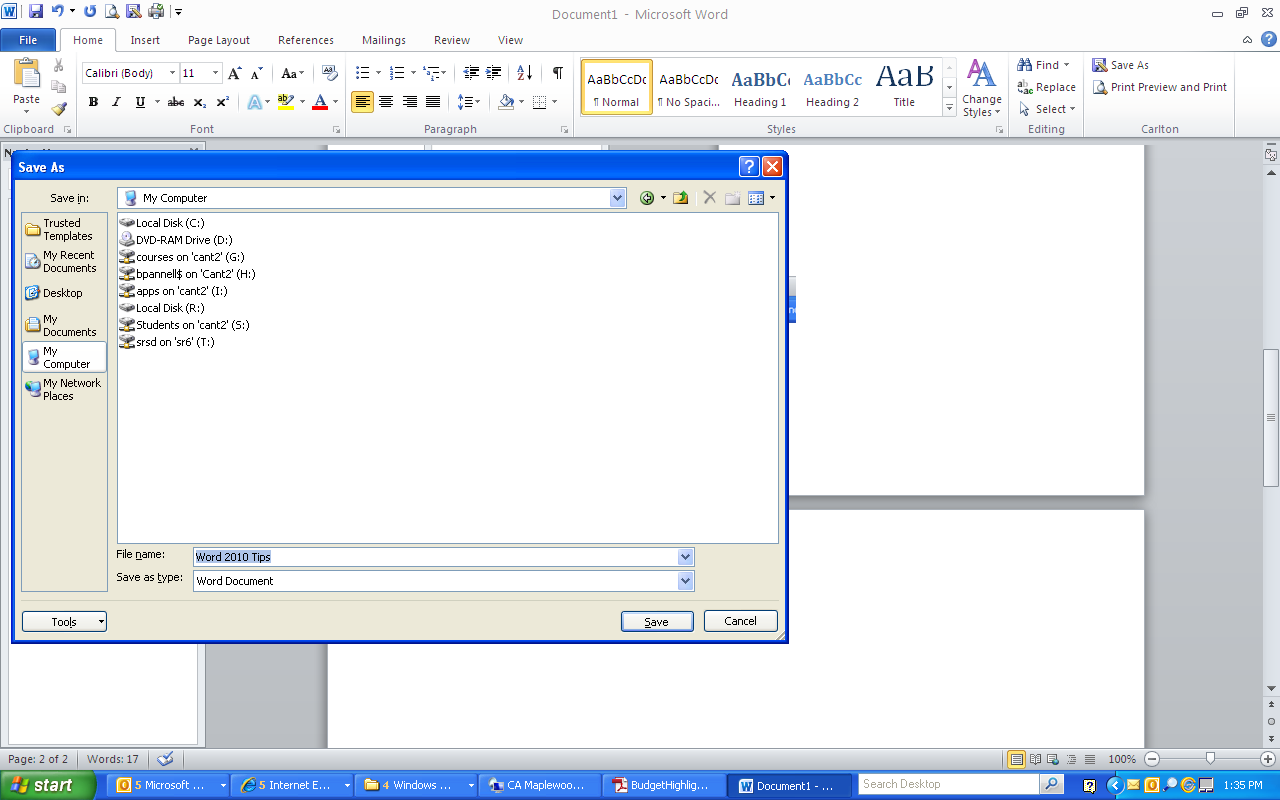 Document1 - Microsoft Word
File Home Insert Page Layout References Mailings Review View
Paste
Calibri (Body) 11 Aa
B I U abc X₂ X² A ab A
AaBbCcDc AaBbCcDc AaBbC AaBbCc AaB
¶ Normal ¶ No Spaci... Heading 1 Heading 2 Title
Change Styles
Find
Replace
Select
Save As
Print Preview and Print
Clipboard Font Paragraph Styles Editing Carlton
Save As
Save in: My Computer
Trusted Templates
My Recent Documents
Desktop
My Documents
My Computer
My Network Places
Local Disk (C:)
DVD-RAM Drive (D:)
courses on 'cant2' (G:)
bpannell$ on 'Cant2' (H:)
apps on 'cant2' (I:)
Local Disk (R:)
Students on 'cant2' (S:)
srsd on 'sr6' (T:)
File name: Word 2010 Tips
Save as type: Word Document
Tools Save Cancel
Page: 2 of 2 Words: 17 100%
start 5 Microsoft ... 5 Internet E... 4 Windows ... CA Maplewoo... BudgetHighlig... Document1 - ... Search Desktop 1:35 PM